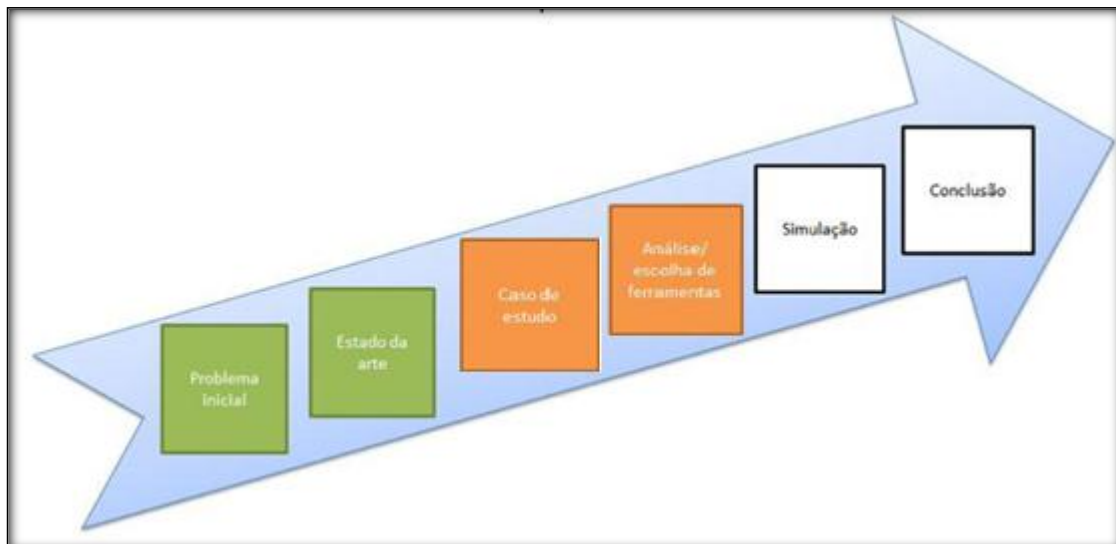 Problema
inicial
Estado da
arte
Caso de
estudo
Análise/
escolha de
ferramentas
Simulação
Conclusão